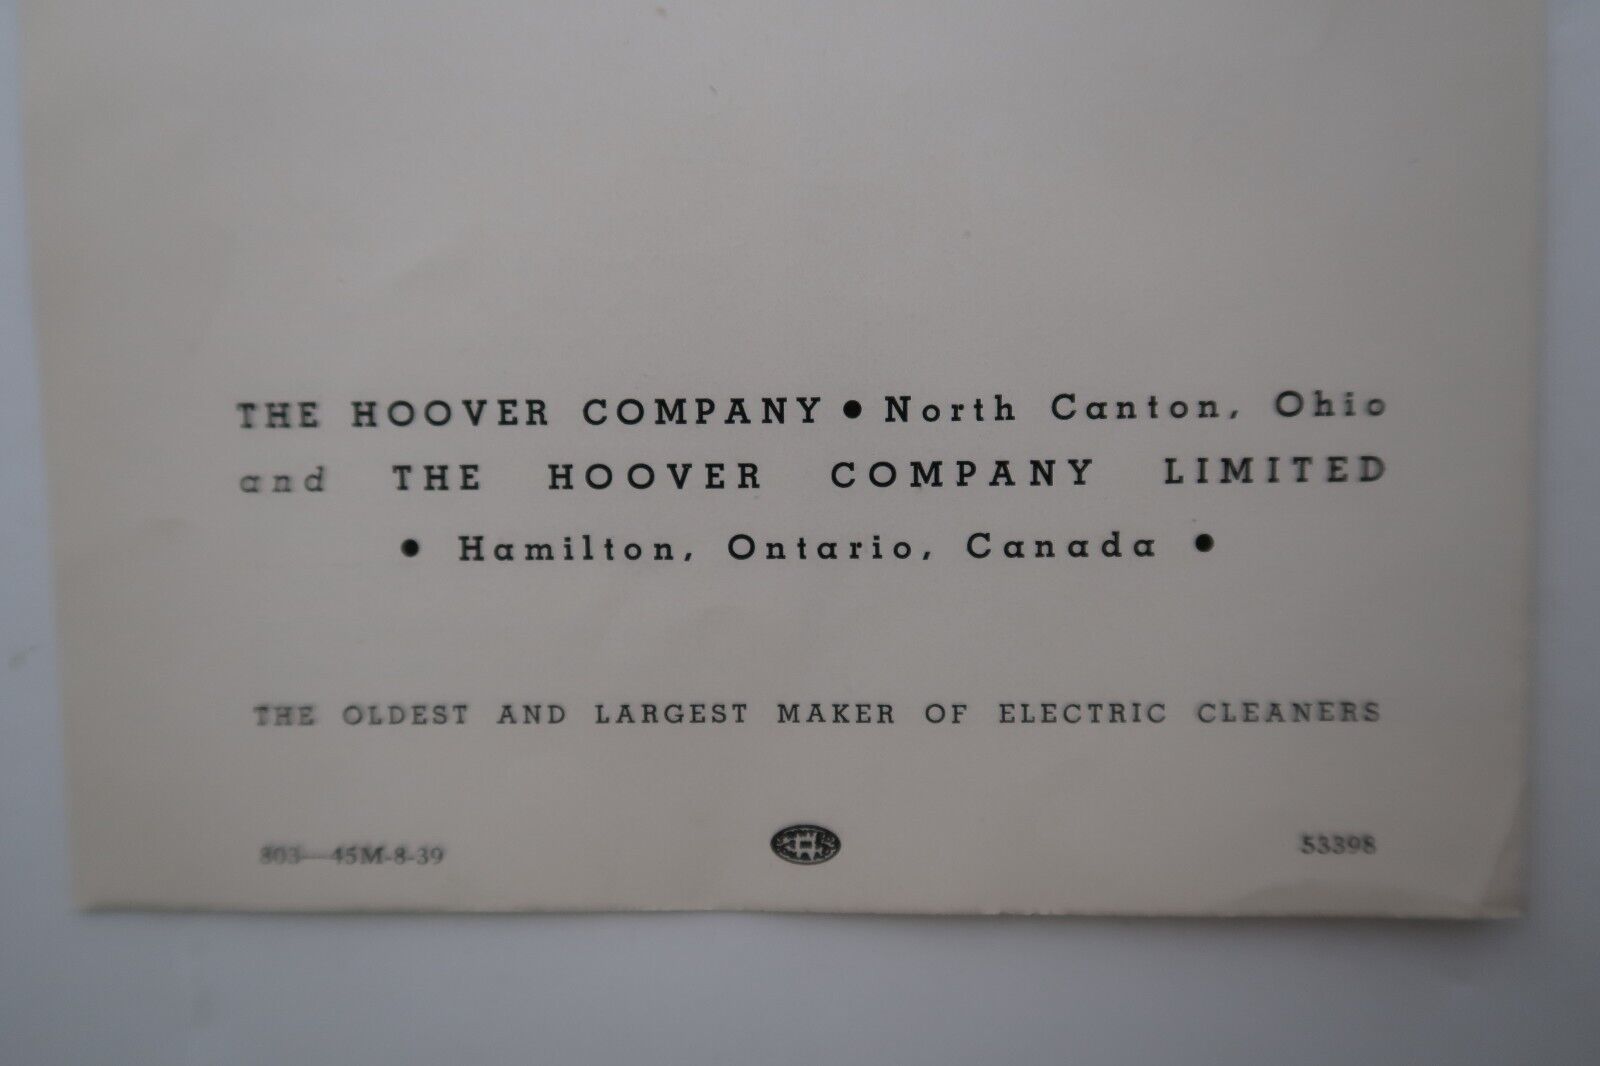 THE HOOVER COMPANY • North Canton, Ohio
and THE HOOVER COMPANY LIMITED
• Hamilton, Ontario, Canada •
THE OLDEST AND LARGEST MAKER OF ELECTRIC CLEANERS
803—45M-8-39
53398